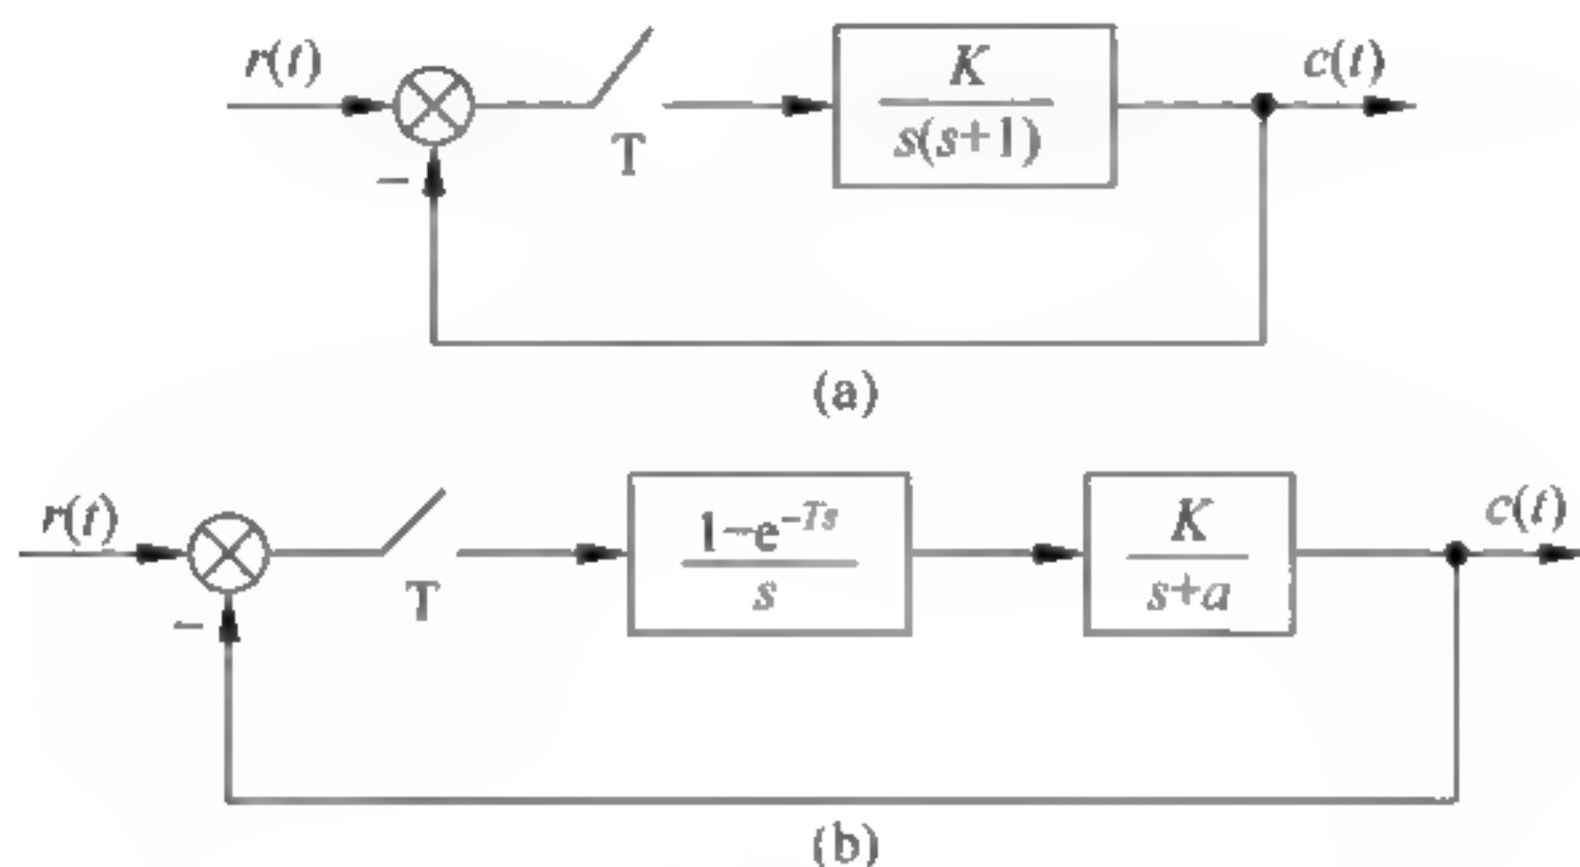 r(t)
T
K
s(s+1)
c(t)
−
(a)
r(t)
T
1−e^{-Ts}
s
K
s+a
c(t)
−
(b)